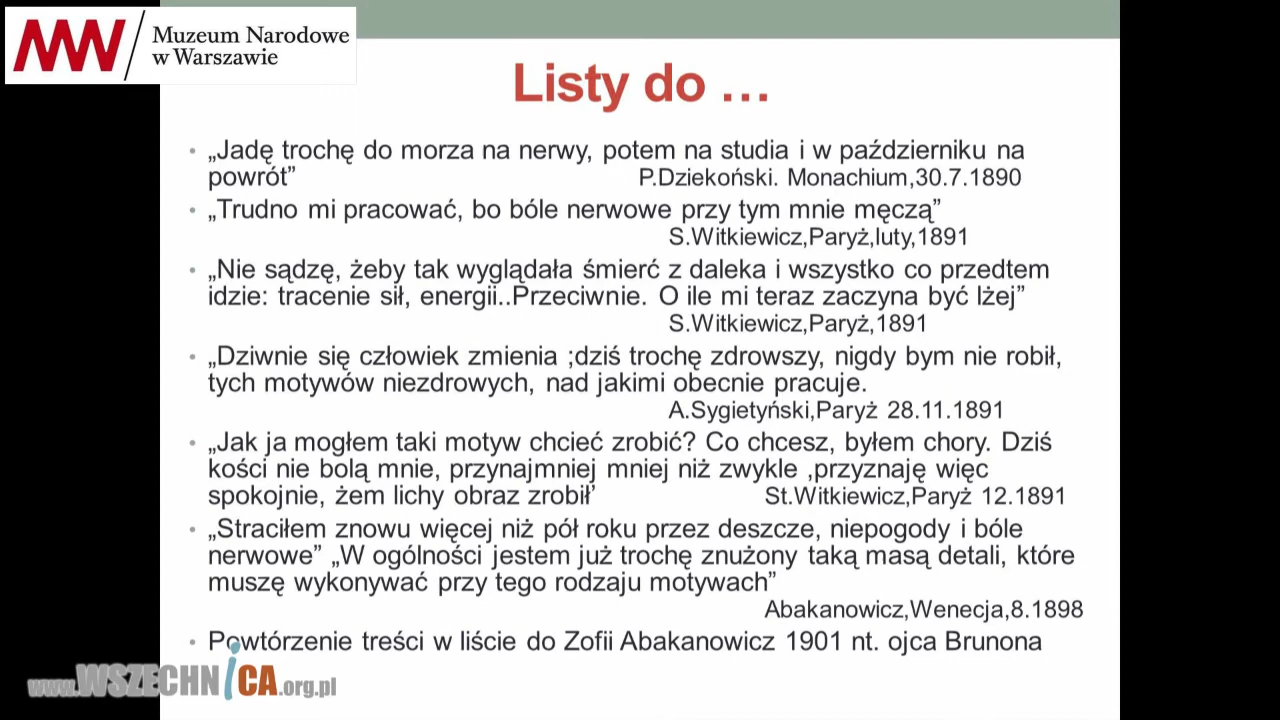 Muzeum Narodowe
w Warszawie
Listy do …
• „Jadę trochę do morza na nerwy, potem na studia i w październiku na
powrót” P.Dziekoński. Monachium,30.7.1890
• „Trudno mi pracować, bo bóle nerwowe przy tym mnie męczą”
S.Witkiewicz,Paryż,luty,1891
• „Nie sądzę, żeby tak wyglądała śmierć z daleka i wszystko co przedtem
idzie: tracenie sił, energii..Przeciwnie. O ile mi teraz zaczyna być lżej”
S.Witkiewicz,Paryż,1891
• „Dziwnie się człowiek zmienia ;dziś trochę zdrowszy, nigdy bym nie robił,
tych motywów niezdrowych, nad jakimi obecnie pracuje.
A.Sygietyński,Paryż 28.11.1891
• „Jak ja mogłem taki motyw chcieć zrobić? Co chcesz, byłem chory. Dziś
kości nie bolą mnie, przynajmniej mniej niż zwykle ,przyznaję więc
spokojnie, żem lichy obraz zrobił’ St.Witkiewicz,Paryż 12.1891
• „Straciłem znowu więcej niż pół roku przez deszcze, niepogody i bóle
nerwowe” „W ogólności jestem już trochę znużony taką masą detali, które
muszę wykonywać przy tego rodzaju motywach”
Abakanowicz,Wenecja,8.1898
• Powtórzenie treści w liście do Zofii Abakanowicz 1901 nt. ojca Brunona
www.WSZECHNiCA.org.pl